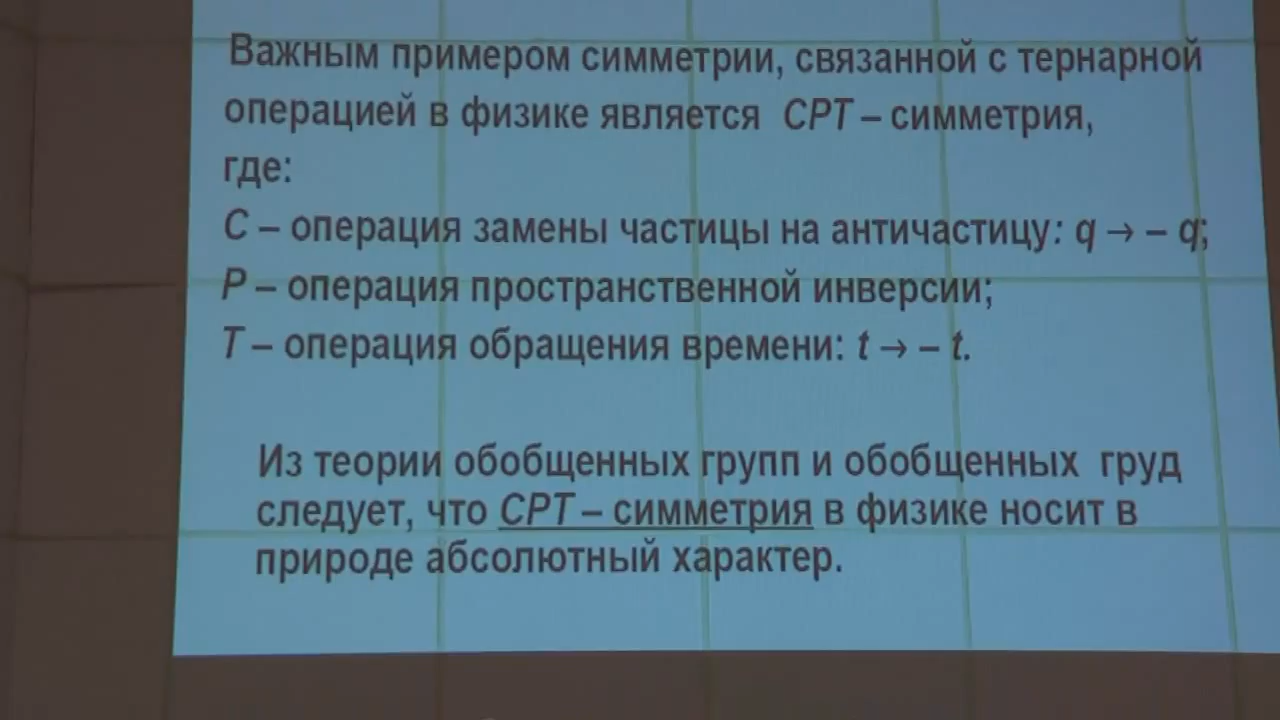 Важным примером симметрии, связанной с тернарной
операцией в физике является CPT – симметрия,
где:
C – операция замены частицы на античастицу: q → – q;
P – операция пространственной инверсии;
T – операция обращения времени: t → – t.
Из теории обобщенных групп и обобщенных груд
следует, что CPT – симметрия в физике носит в
природе абсолютный характер.